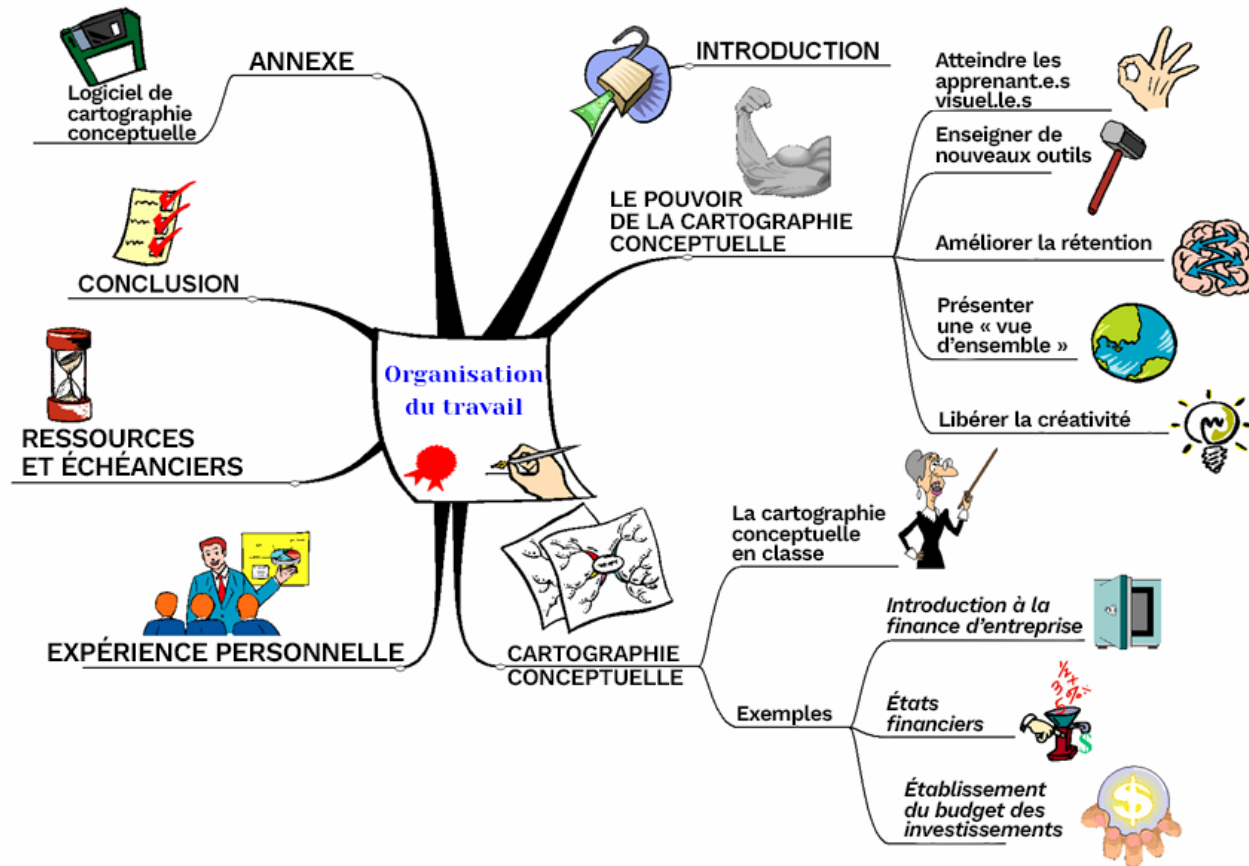 Organisation
du travail
INTRODUCTION
LE POUVOIR
DE LA CARTOGRAPHIE
CONCEPTUELLE
Atteindre les
apprenant.e.s
visuel.le.s
Enseigner de
nouveaux outils
Améliorer la rétention
Présenter
une « vue
d'ensemble »
Libérer la créativité
CARTOGRAPHIE
CONCEPTUELLE
La cartographie
conceptuelle
en classe
Exemples
Introduction à la
finance d'entreprise
États
financiers
Établissement
du budget des
investissements
EXPÉRIENCE PERSONNELLE
RESSOURCES
ET ÉCHÉANCIERS
CONCLUSION
ANNEXE
Logiciel de
cartographie
conceptuelle